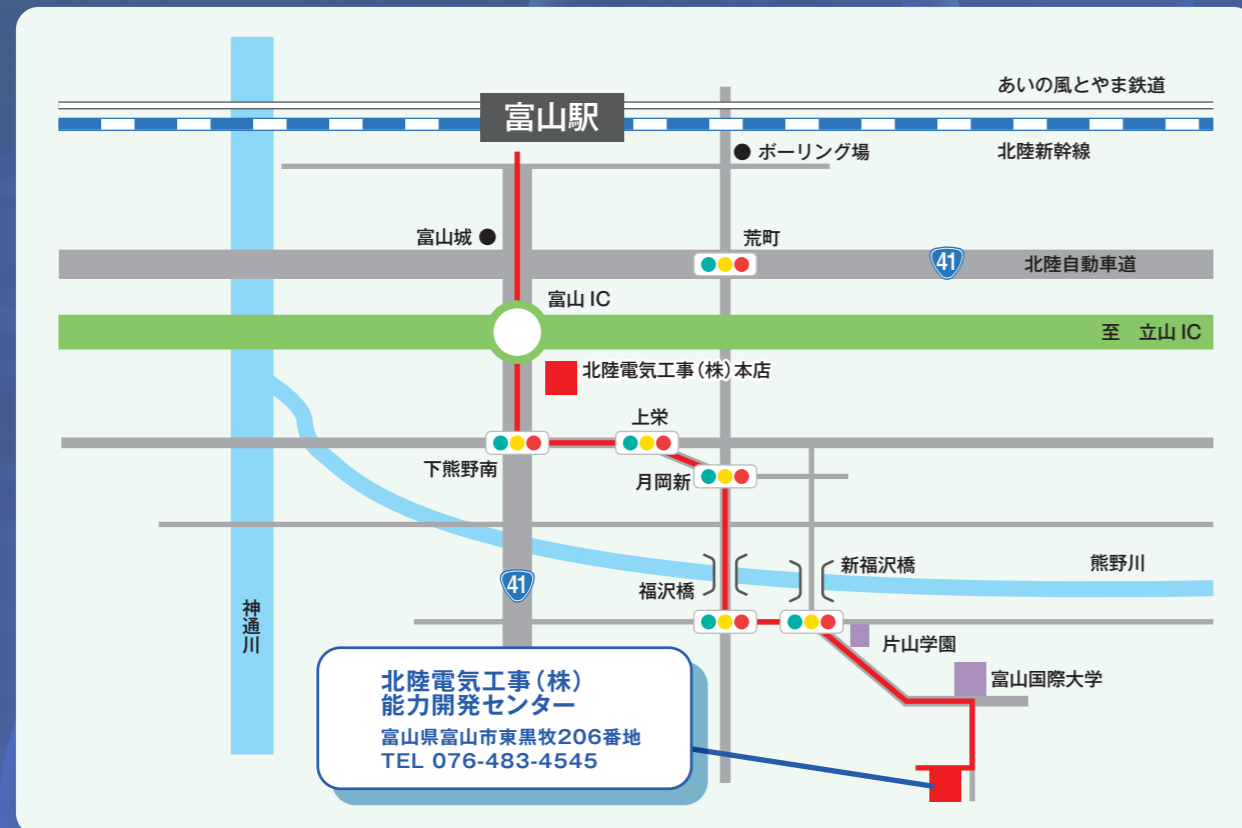 あいの風とやま鉄道
富山駅
ボーリング場
北陸新幹線
富山城
荒町
41
北陸自動車道
富山 IC
至　立山 IC
北陸電気工事(株)本店
上栄
下熊野南
月岡新
新福沢橋
熊野川
41
福沢橋
神通川
片山学園
富山国際大学
北陸電気工事(株)
能力開発センター
富山県富山市東黒牧206番地
TEL 076-483-4545